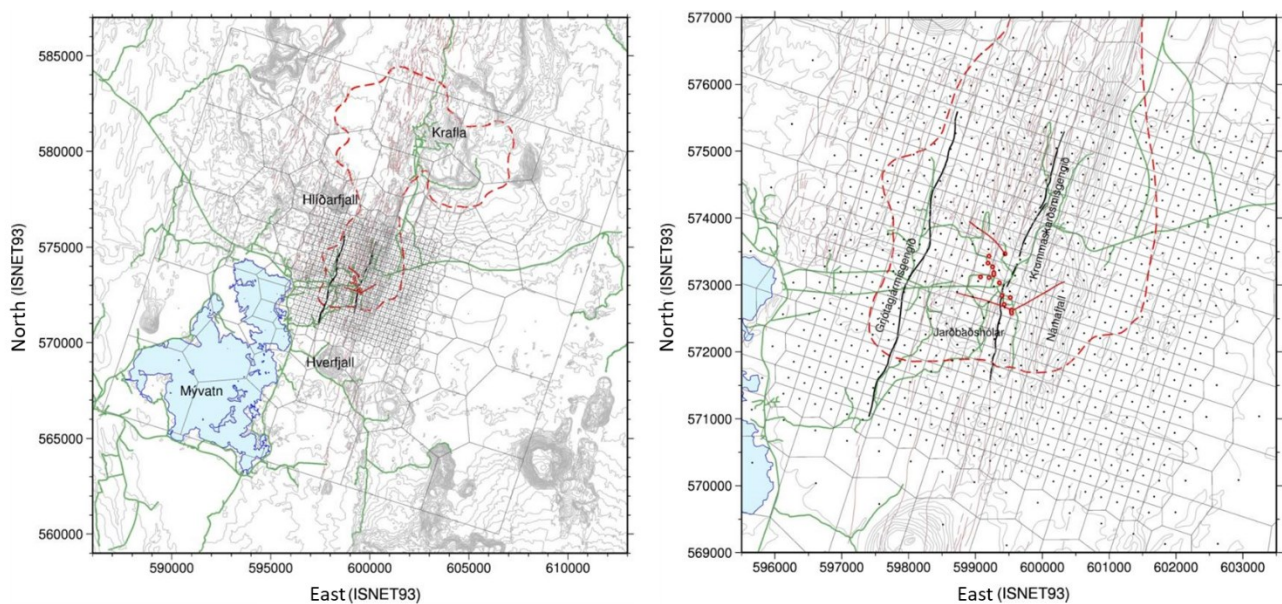 585000
580000
575000
570000
565000
560000
North (ISNET93)
Krafla
Hlíðarfjall
Hverfjall
Mývatn
590000
595000
600000
605000
610000
East (ISNET93)
577000
576000
575000
574000
573000
572000
571000
570000
569000
North (ISNET93)
Grjótagjármisgengið
Krummaskarðsmisgengið
Jarðbaðshólar
Námafjall
596000
597000
598000
599000
600000
601000
602000
603000
East (ISNET93)